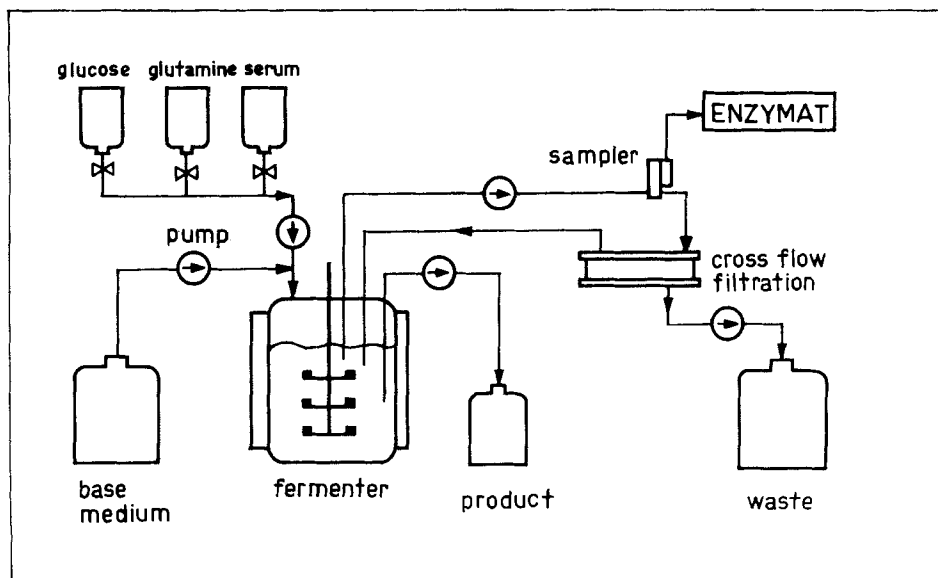 glucose glutamine serum
ENZYMAT
sampler
pump
cross flow
filtration
base
medium
fermenter
product
waste